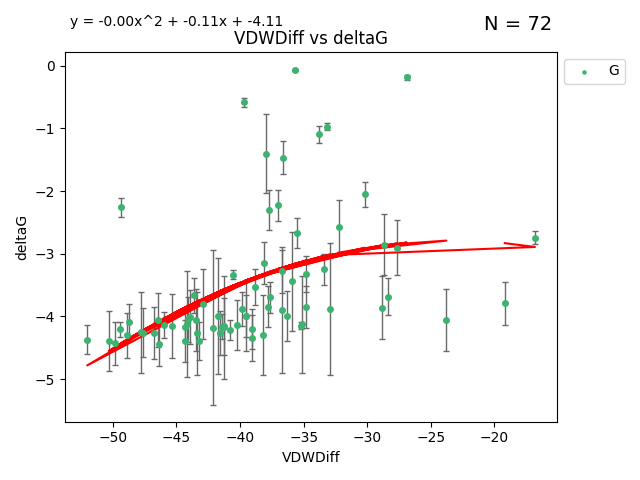 y = -0.00x^2 + -0.11x + -4.11
N = 72
VDWDiff vs deltaG
G
deltaG
0
−1
−2
−3
−4
−5
−50 −45 −40 −35 −30 −25 −20
VDWDiff